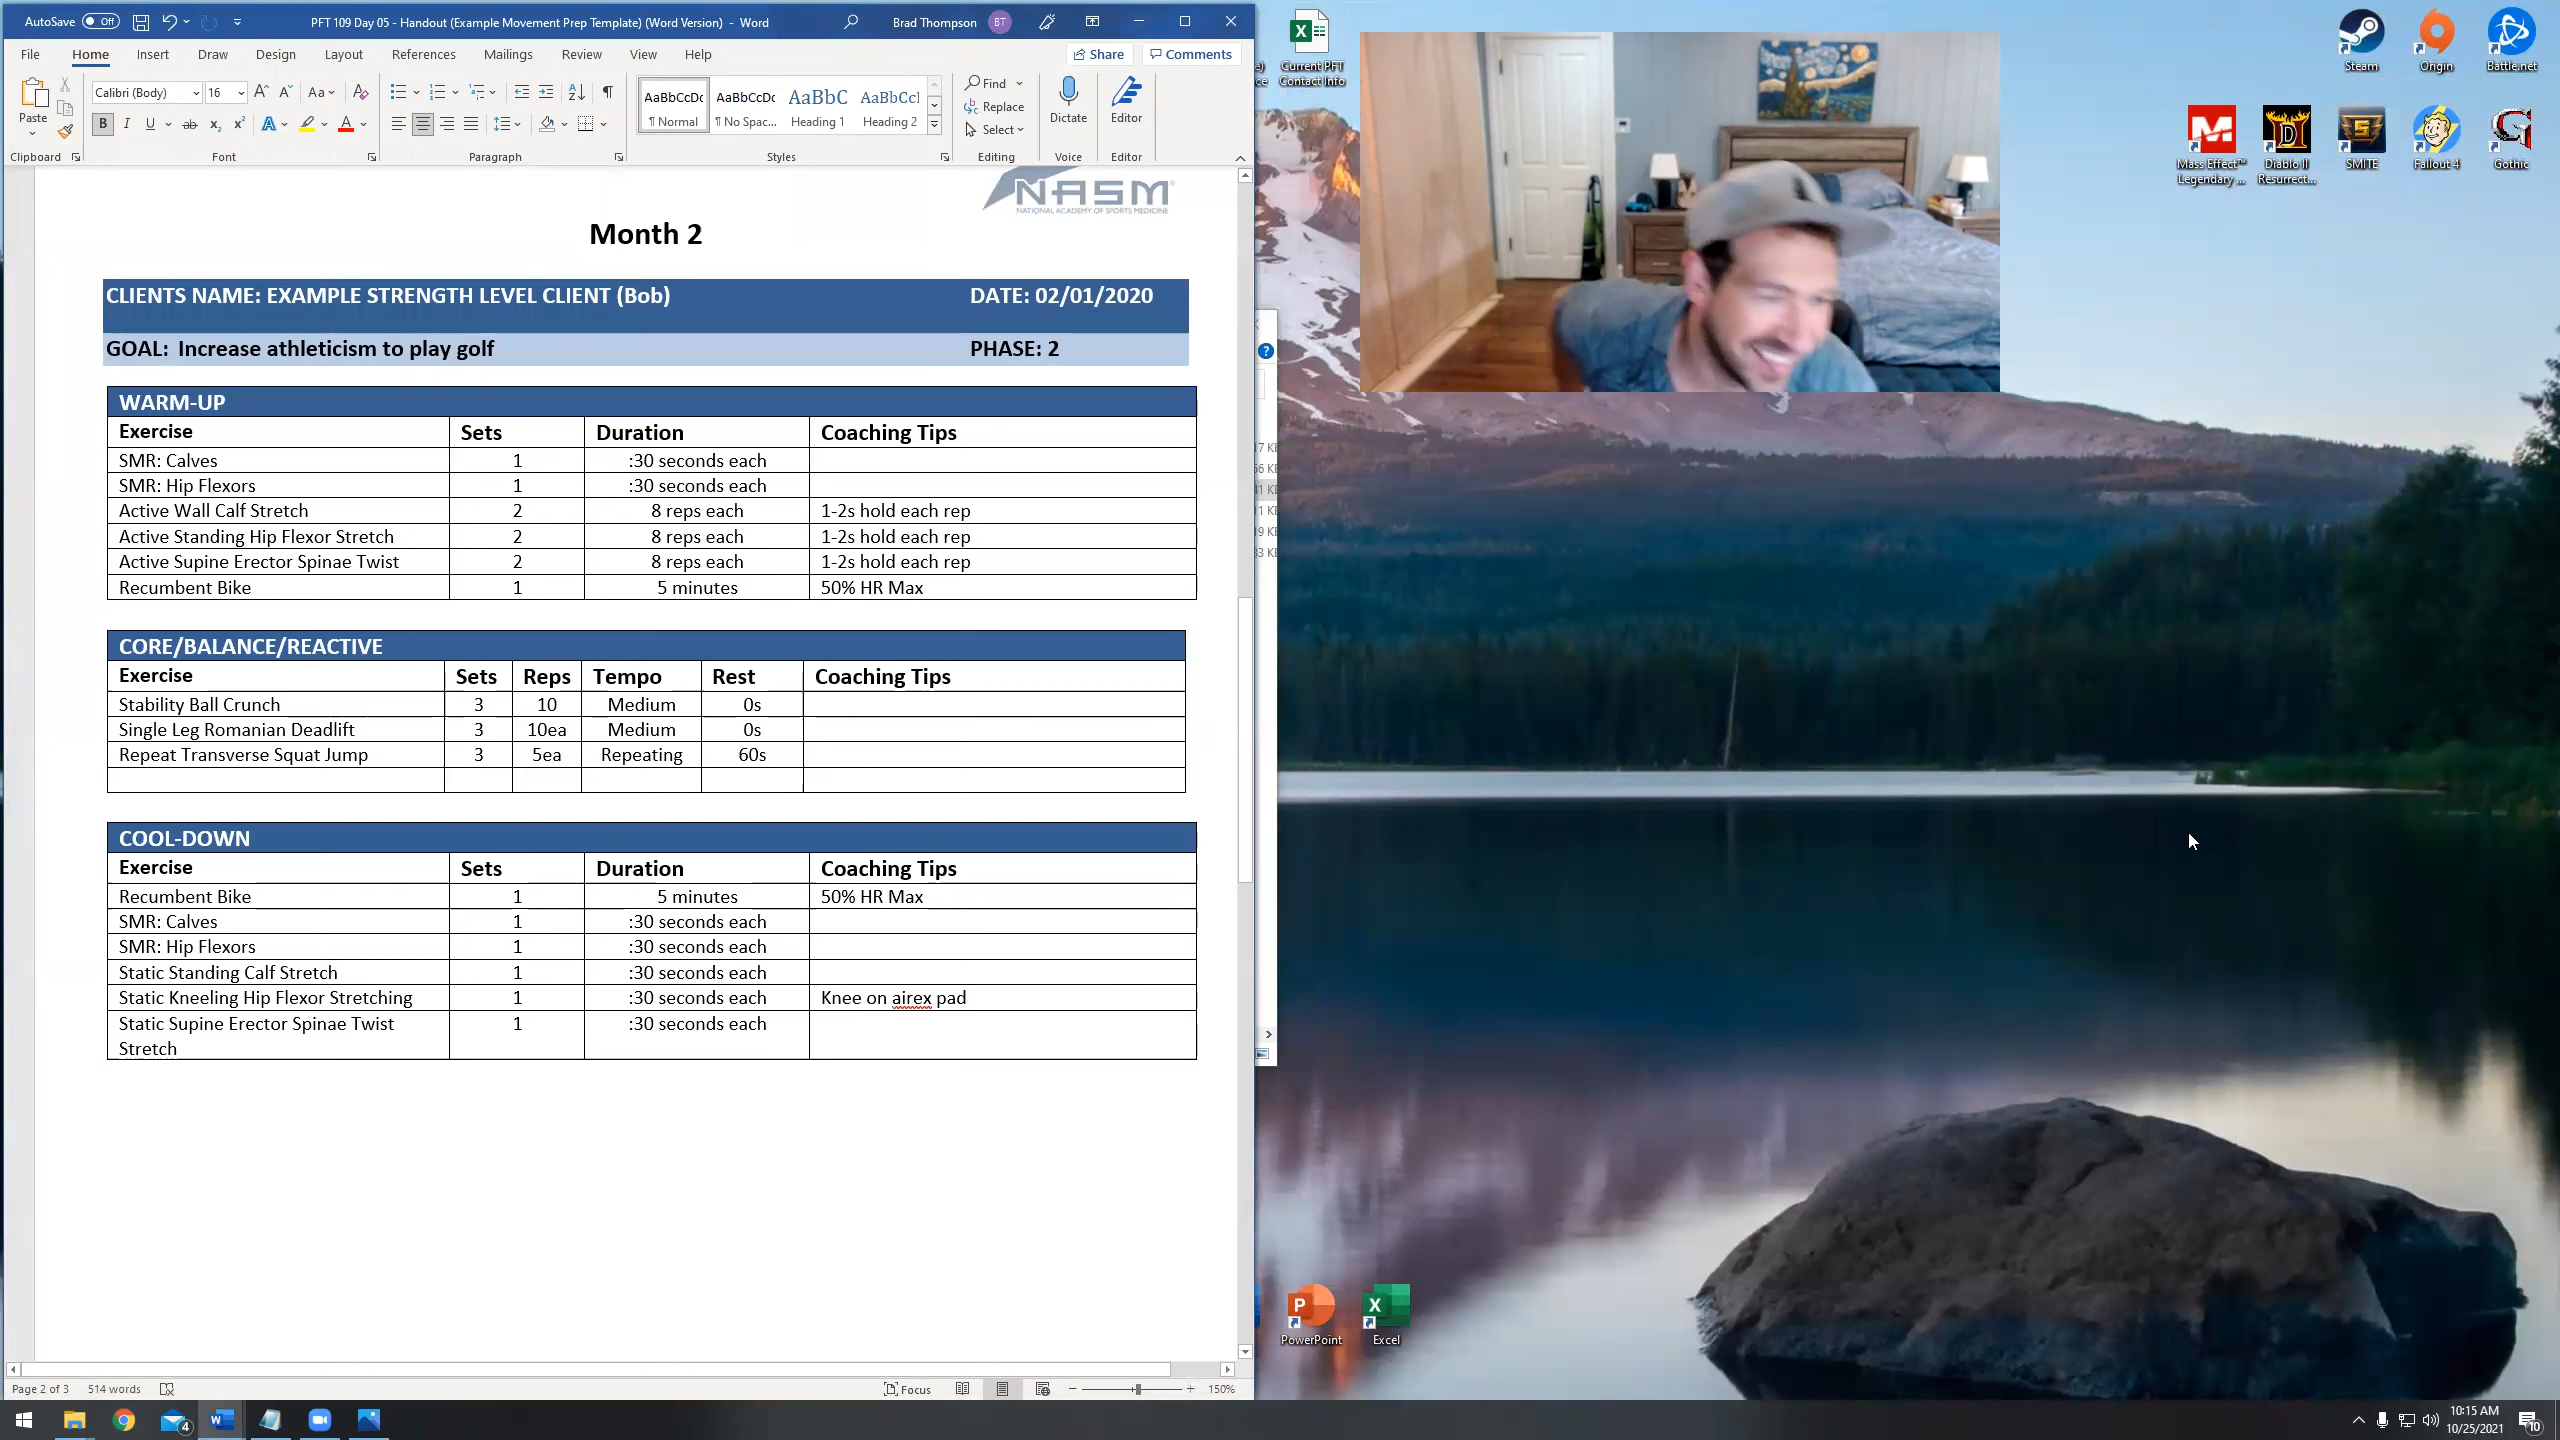 AutoSave Off PFT 109 Day 05 - Handout (Example Movement Prep Template) (Word Version) - Word Brad Thompson BT
File Home Insert Draw Design Layout References Mailings Review View Help Share Comments
Paste
Calibri (Body) 16
AaBbCcDc AaBbCcDc AaBbC AaBbCcI
¶ Normal ¶ No Spac... Heading 1 Heading 2
Find
Replace
Select
Dictate
Editor
Clipboard Font Paragraph Styles Editing Voice Editor
NASM
NATIONAL ACADEMY OF SPORTS MEDICINE
Month 2
CLIENTS NAME: EXAMPLE STRENGTH LEVEL CLIENT (Bob) DATE: 02/01/2020
GOAL: Increase athleticism to play golf PHASE: 2
WARM-UP
Exercise Sets Duration Coaching Tips
SMR: Calves 1 :30 seconds each
SMR: Hip Flexors 1 :30 seconds each
Active Wall Calf Stretch 2 8 reps each 1-2s hold each rep
Active Standing Hip Flexor Stretch 2 8 reps each 1-2s hold each rep
Active Supine Erector Spinae Twist 2 8 reps each 1-2s hold each rep
Recumbent Bike 1 5 minutes 50% HR Max
CORE/BALANCE/REACTIVE
Exercise Sets Reps Tempo Rest Coaching Tips
Stability Ball Crunch 3 10 Medium 0s
Single Leg Romanian Deadlift 3 10ea Medium 0s
Repeat Transverse Squat Jump 3 5ea Repeating 60s
COOL-DOWN
Exercise Sets Duration Coaching Tips
Recumbent Bike 1 5 minutes 50% HR Max
SMR: Calves 1 :30 seconds each
SMR: Hip Flexors 1 :30 seconds each
Static Standing Calf Stretch 1 :30 seconds each
Static Kneeling Hip Flexor Stretching 1 :30 seconds each Knee on airex pad
Static Supine Erector Spinae Twist 1 :30 seconds each
Stretch
Page 2 of 3 514 words Focus 150%
Current PFT
Contact Info
Steam
Origin
Battle.net
Mass Effect™
Legendary ...
Diablo II
Resurrect...
SMITE
Fallout 4
Gothic
PowerPoint
Excel
4
10:15 AM
10/25/2021
10